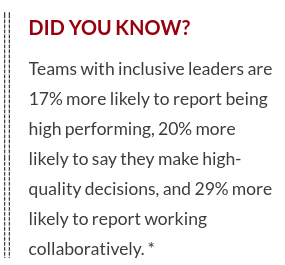 DID YOU KNOW?
Teams with inclusive leaders are
17% more likely to report being
high performing, 20% more
likely to say they make high-
quality decisions, and 29% more
likely to report working
collaboratively. *